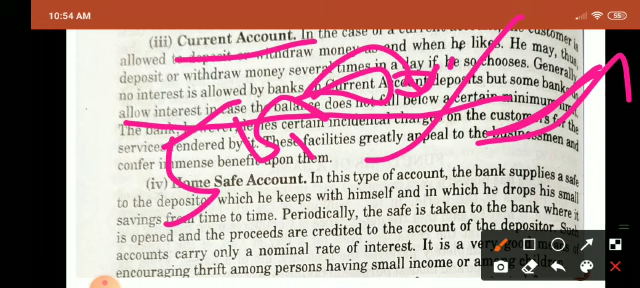 10:54 AM
55
(iii) Current Account. In the case of a current account, the customer is
allowed to deposit or withdraw money as and when he likes. He may, thus,
deposit or withdraw money several times in a day if he so chooses. Generally
no interest is allowed by banks on Current Account deposits but some banks
allow interest in case the balance does not fall below a certain minimum limit.
The bank, however, certain incidental charges on the customers for the
services rendered by it. These facilities greatly appeal to the businessmen and
confer immense benefit upon them.
(iv) Home Safe Account. In this type of account, the bank supplies a safe
to the depositor which he keeps with himself and in which he drops his small
savings from time to time. Periodically, the safe is taken to the bank where it
is opened and the proceeds are credited to the account of the depositor. Such
accounts carry only a nominal rate of interest. It is a very good
encouraging thrift among persons having small income or among children.